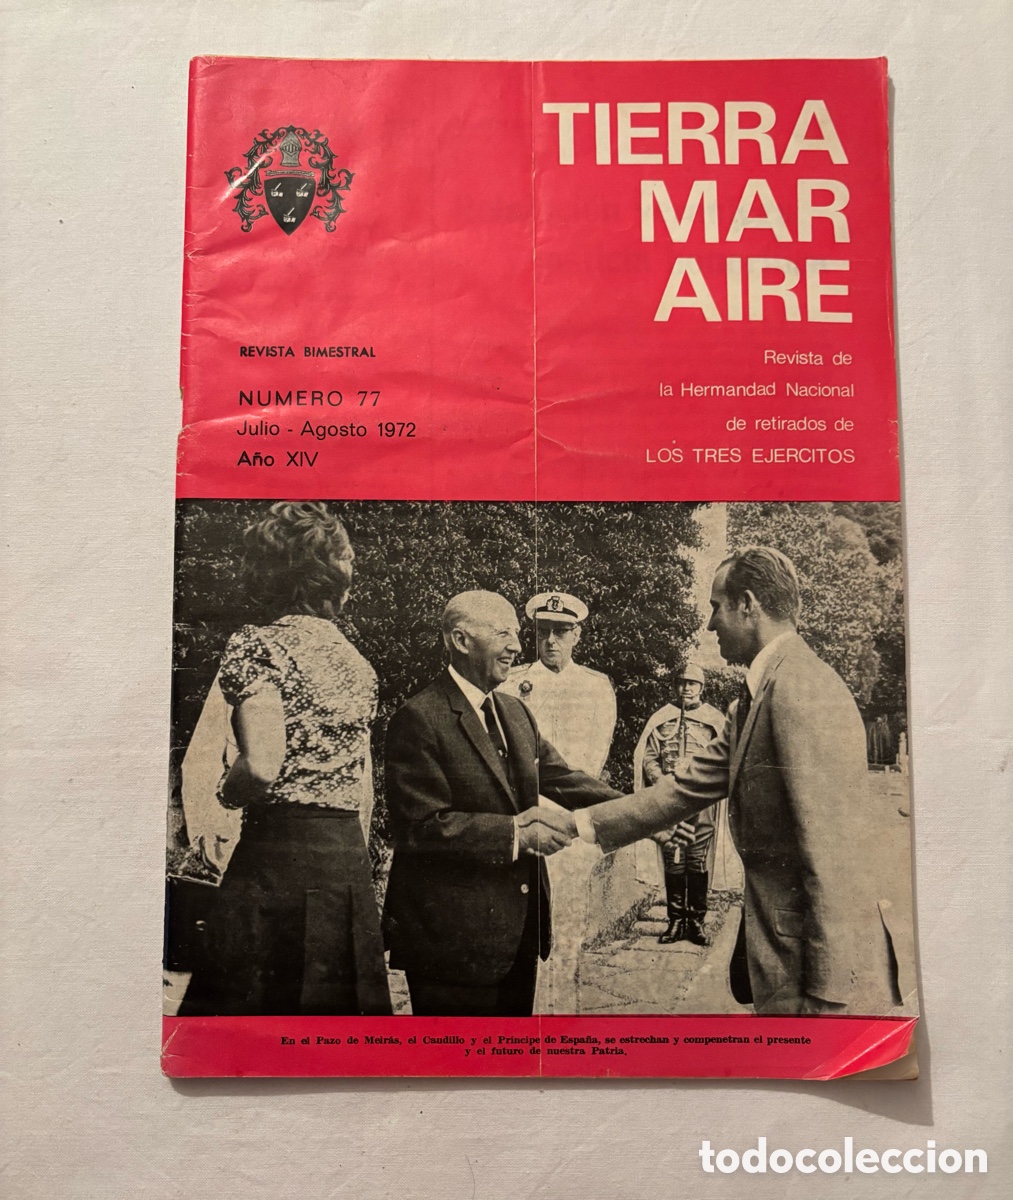 TIERRA
MAR
AIRE
REVISTA BIMESTRAL
NUMERO 77
Julio - Agosto 1972
Año XIV
Revista de
la Hermandad Nacional
de retirados de
LOS TRES EJERCITOS
En el Pazo de Meirás, el Caudillo y el Príncipe de España, se estrechan y compenetran el presente
y el futuro de nuestra Patria.
todocoleccion